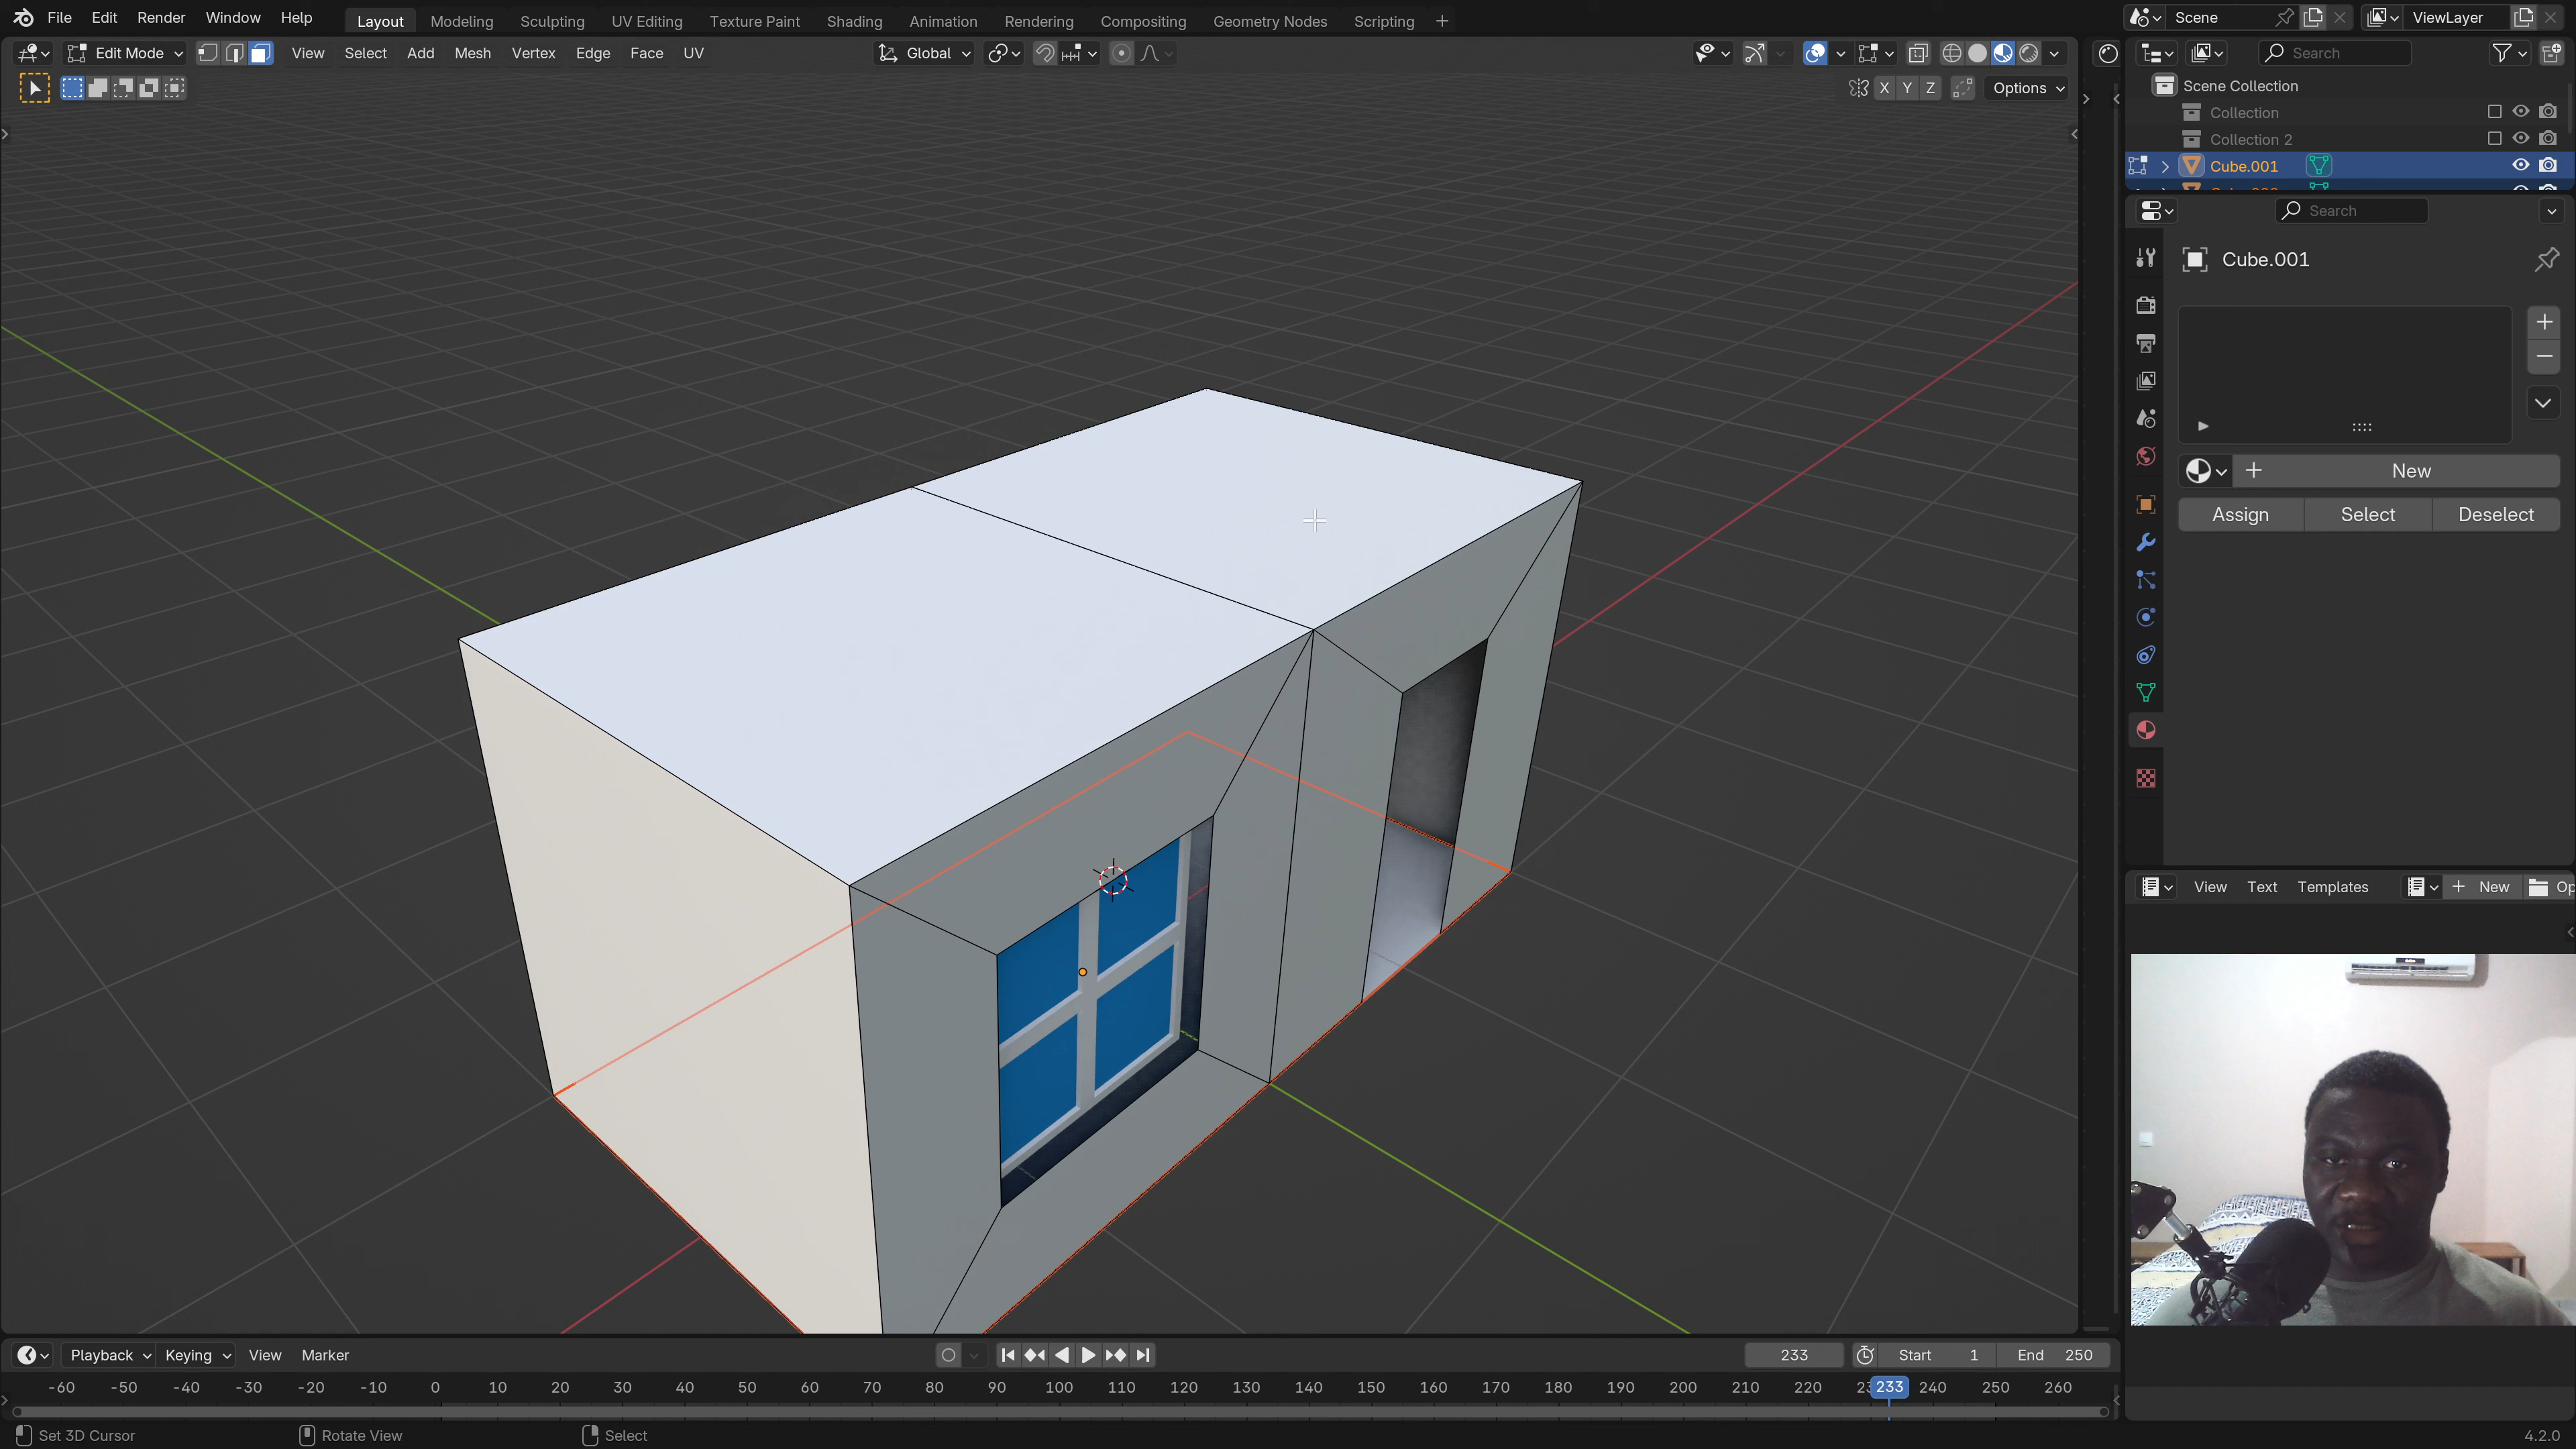 File Edit Render Window Help Layout Modeling Sculpting UV Editing Texture Paint Shading Animation Rendering Compositing Geometry Nodes Scripting + Scene ViewLayer
Edit Mode View Select Add Mesh Vertex Edge Face UV Global Search
X Y Z Options
Scene Collection
Collection
Collection 2
Cube.001
Search
Cube.001
New
Assign Select Deselect
View Text Templates New Op
Playback Keying View Marker 233 Start 1 End 250
-60 -50 -40 -30 -20 -10 0 10 20 30 40 50 60 70 80 90 100 110 120 130 140 150 160 170 180 190 200 210 220 233 240 250 260
Set 3D Cursor Rotate View Select 4.2.0